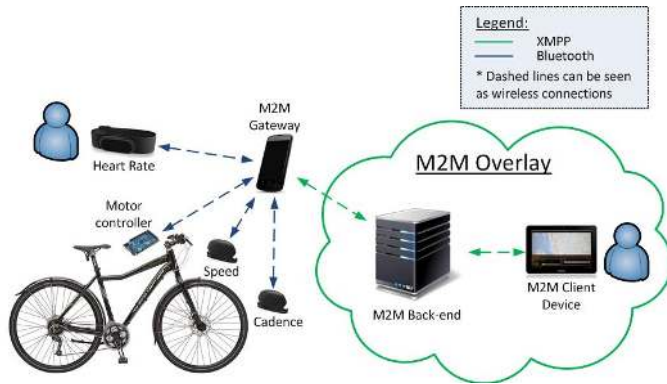 Legend:
XMPP
Bluetooth
* Dashed lines can be seen
as wireless connections
M2M
Gateway
Heart Rate
M2M Overlay
Motor
controller
Speed
Cadence
M2M Back-end
M2M Client
Device